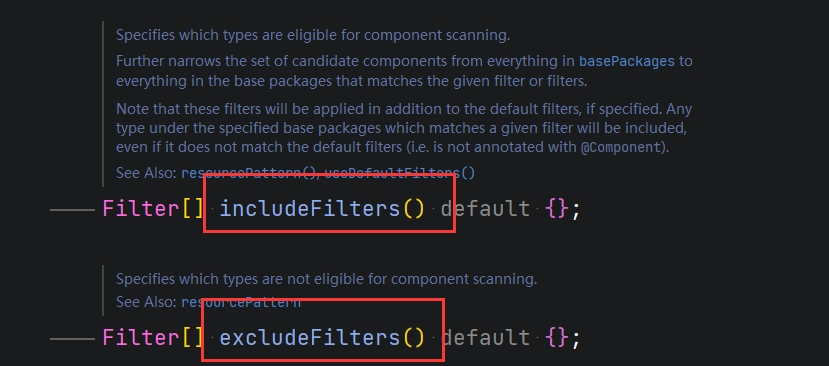 Specifies which types are eligible for component scanning.
Further narrows the set of candidate components from everything in basePackages to
everything in the base packages that matches the given filter or filters.
Note that these filters will be applied in addition to the default filters, if specified. Any
type under the specified base packages which matches a given filter will be included,
even if it does not match the default filters (i.e. is not annotated with @Component).
See Also: resourcePattern(), useDefaultFilters()
Filter[] includeFilters() default {};
Specifies which types are not eligible for component scanning.
See Also: resourcePattern
Filter[] excludeFilters() default {};